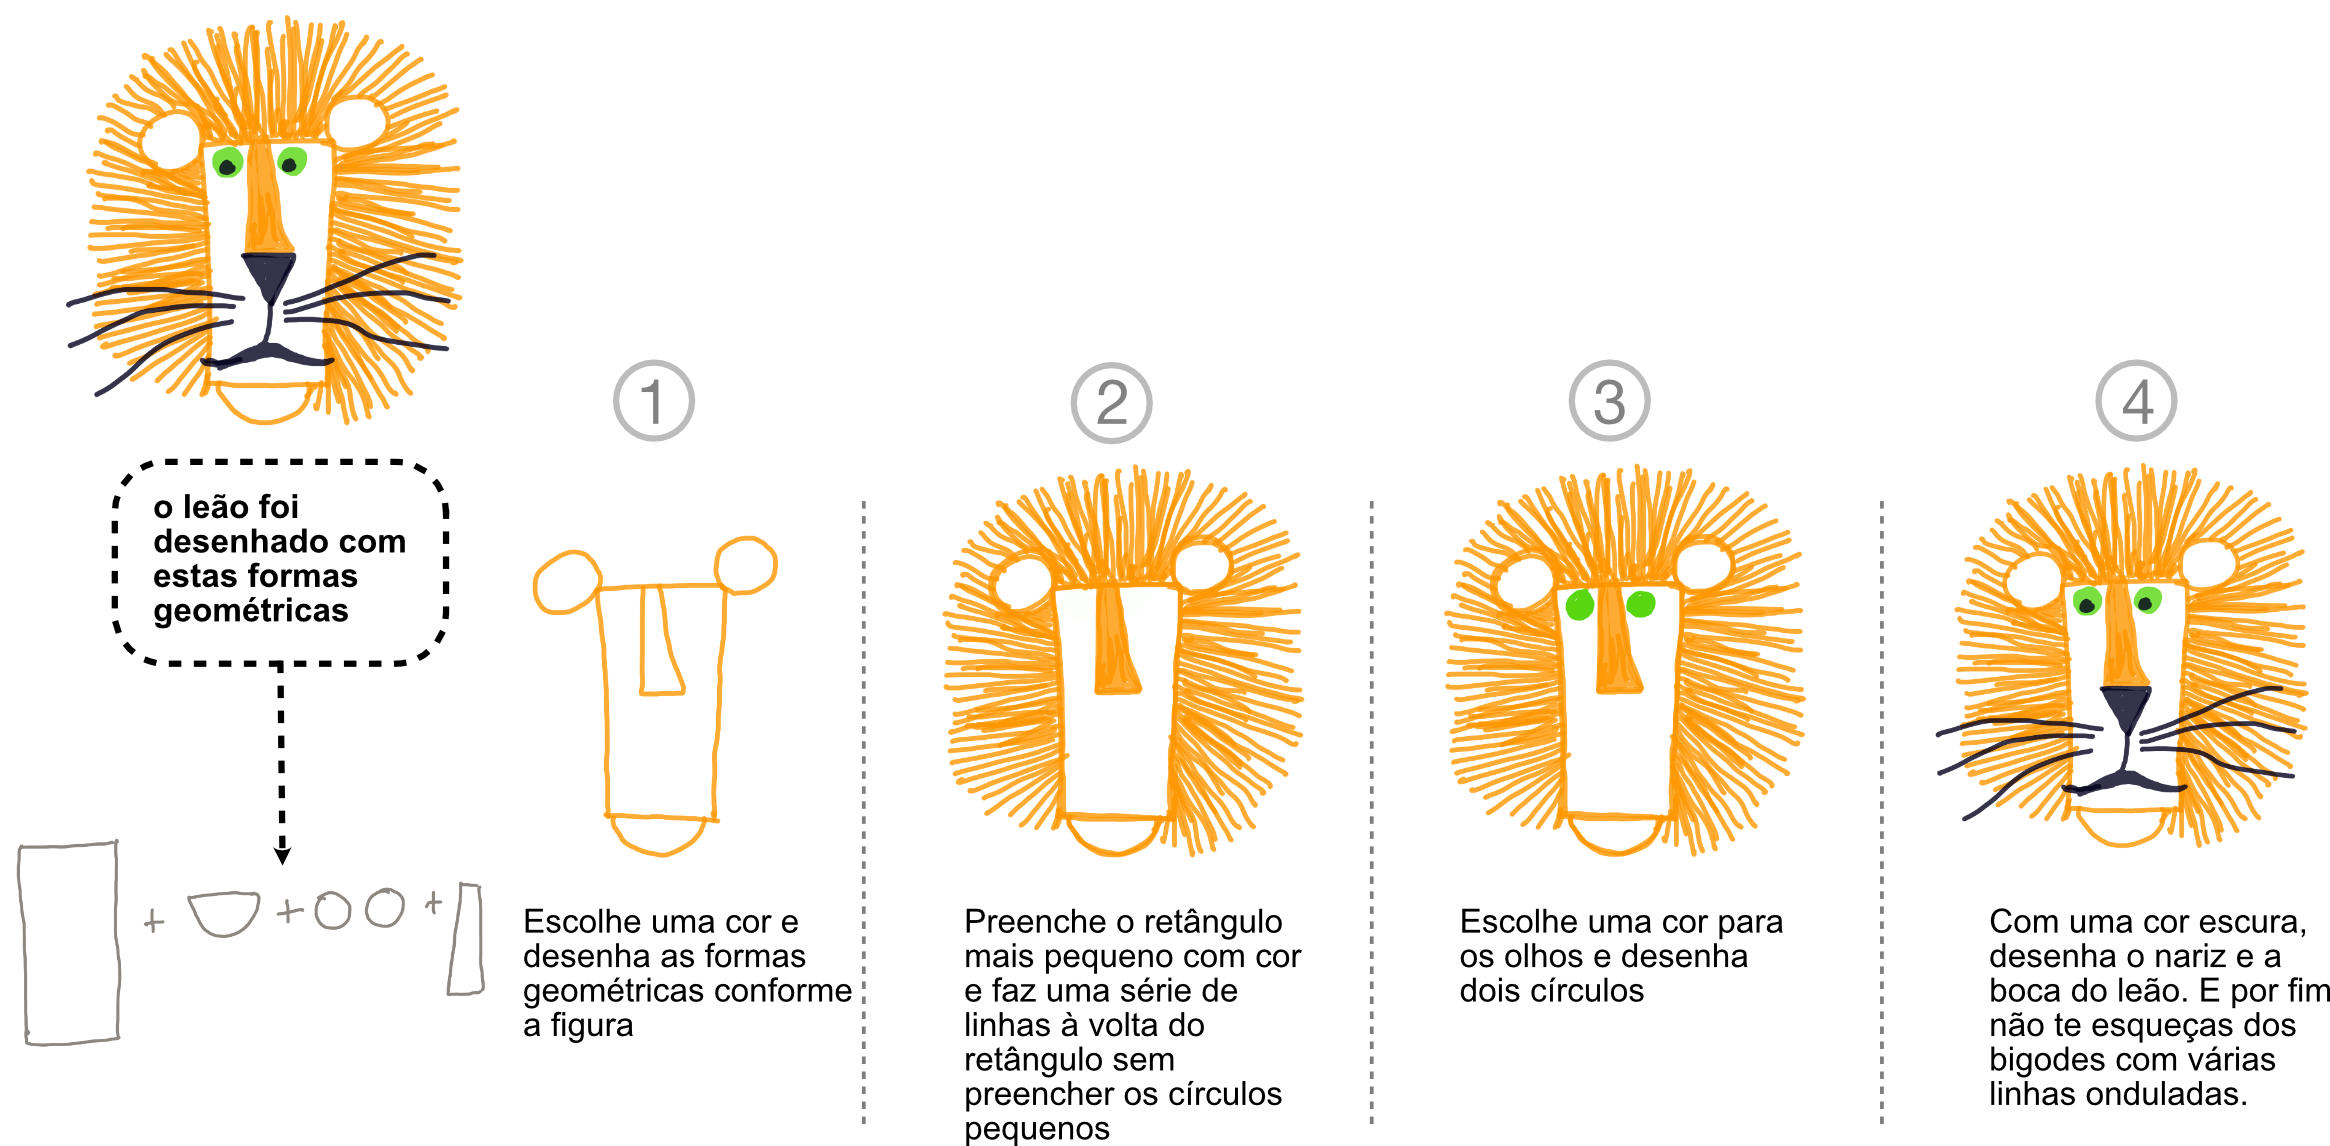 o leão foi
desenhado com
estas formas
geométricas
+ + +
1
Escolhe uma cor e
desenha as formas
geométricas conforme
a figura
2
Preenche o retângulo
mais pequeno com cor
e faz uma série de
linhas à volta do
retângulo sem
preencher os círculos
pequenos
3
Escolhe uma cor para
os olhos e desenha
dois círculos
4
Com uma cor escura,
desenha o nariz e a
boca do leão. E por fim
não te esqueças dos
bigodes com várias
linhas onduladas.